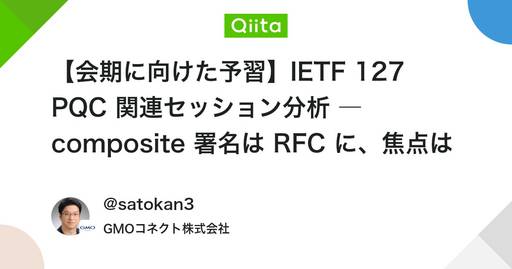 Qiita
【会期に向けた予習】IETF 127
PQC 関連セッション分析 ―
composite 署名は RFC に、焦点は
@satokan3
GMOコネクト株式会社
GMO